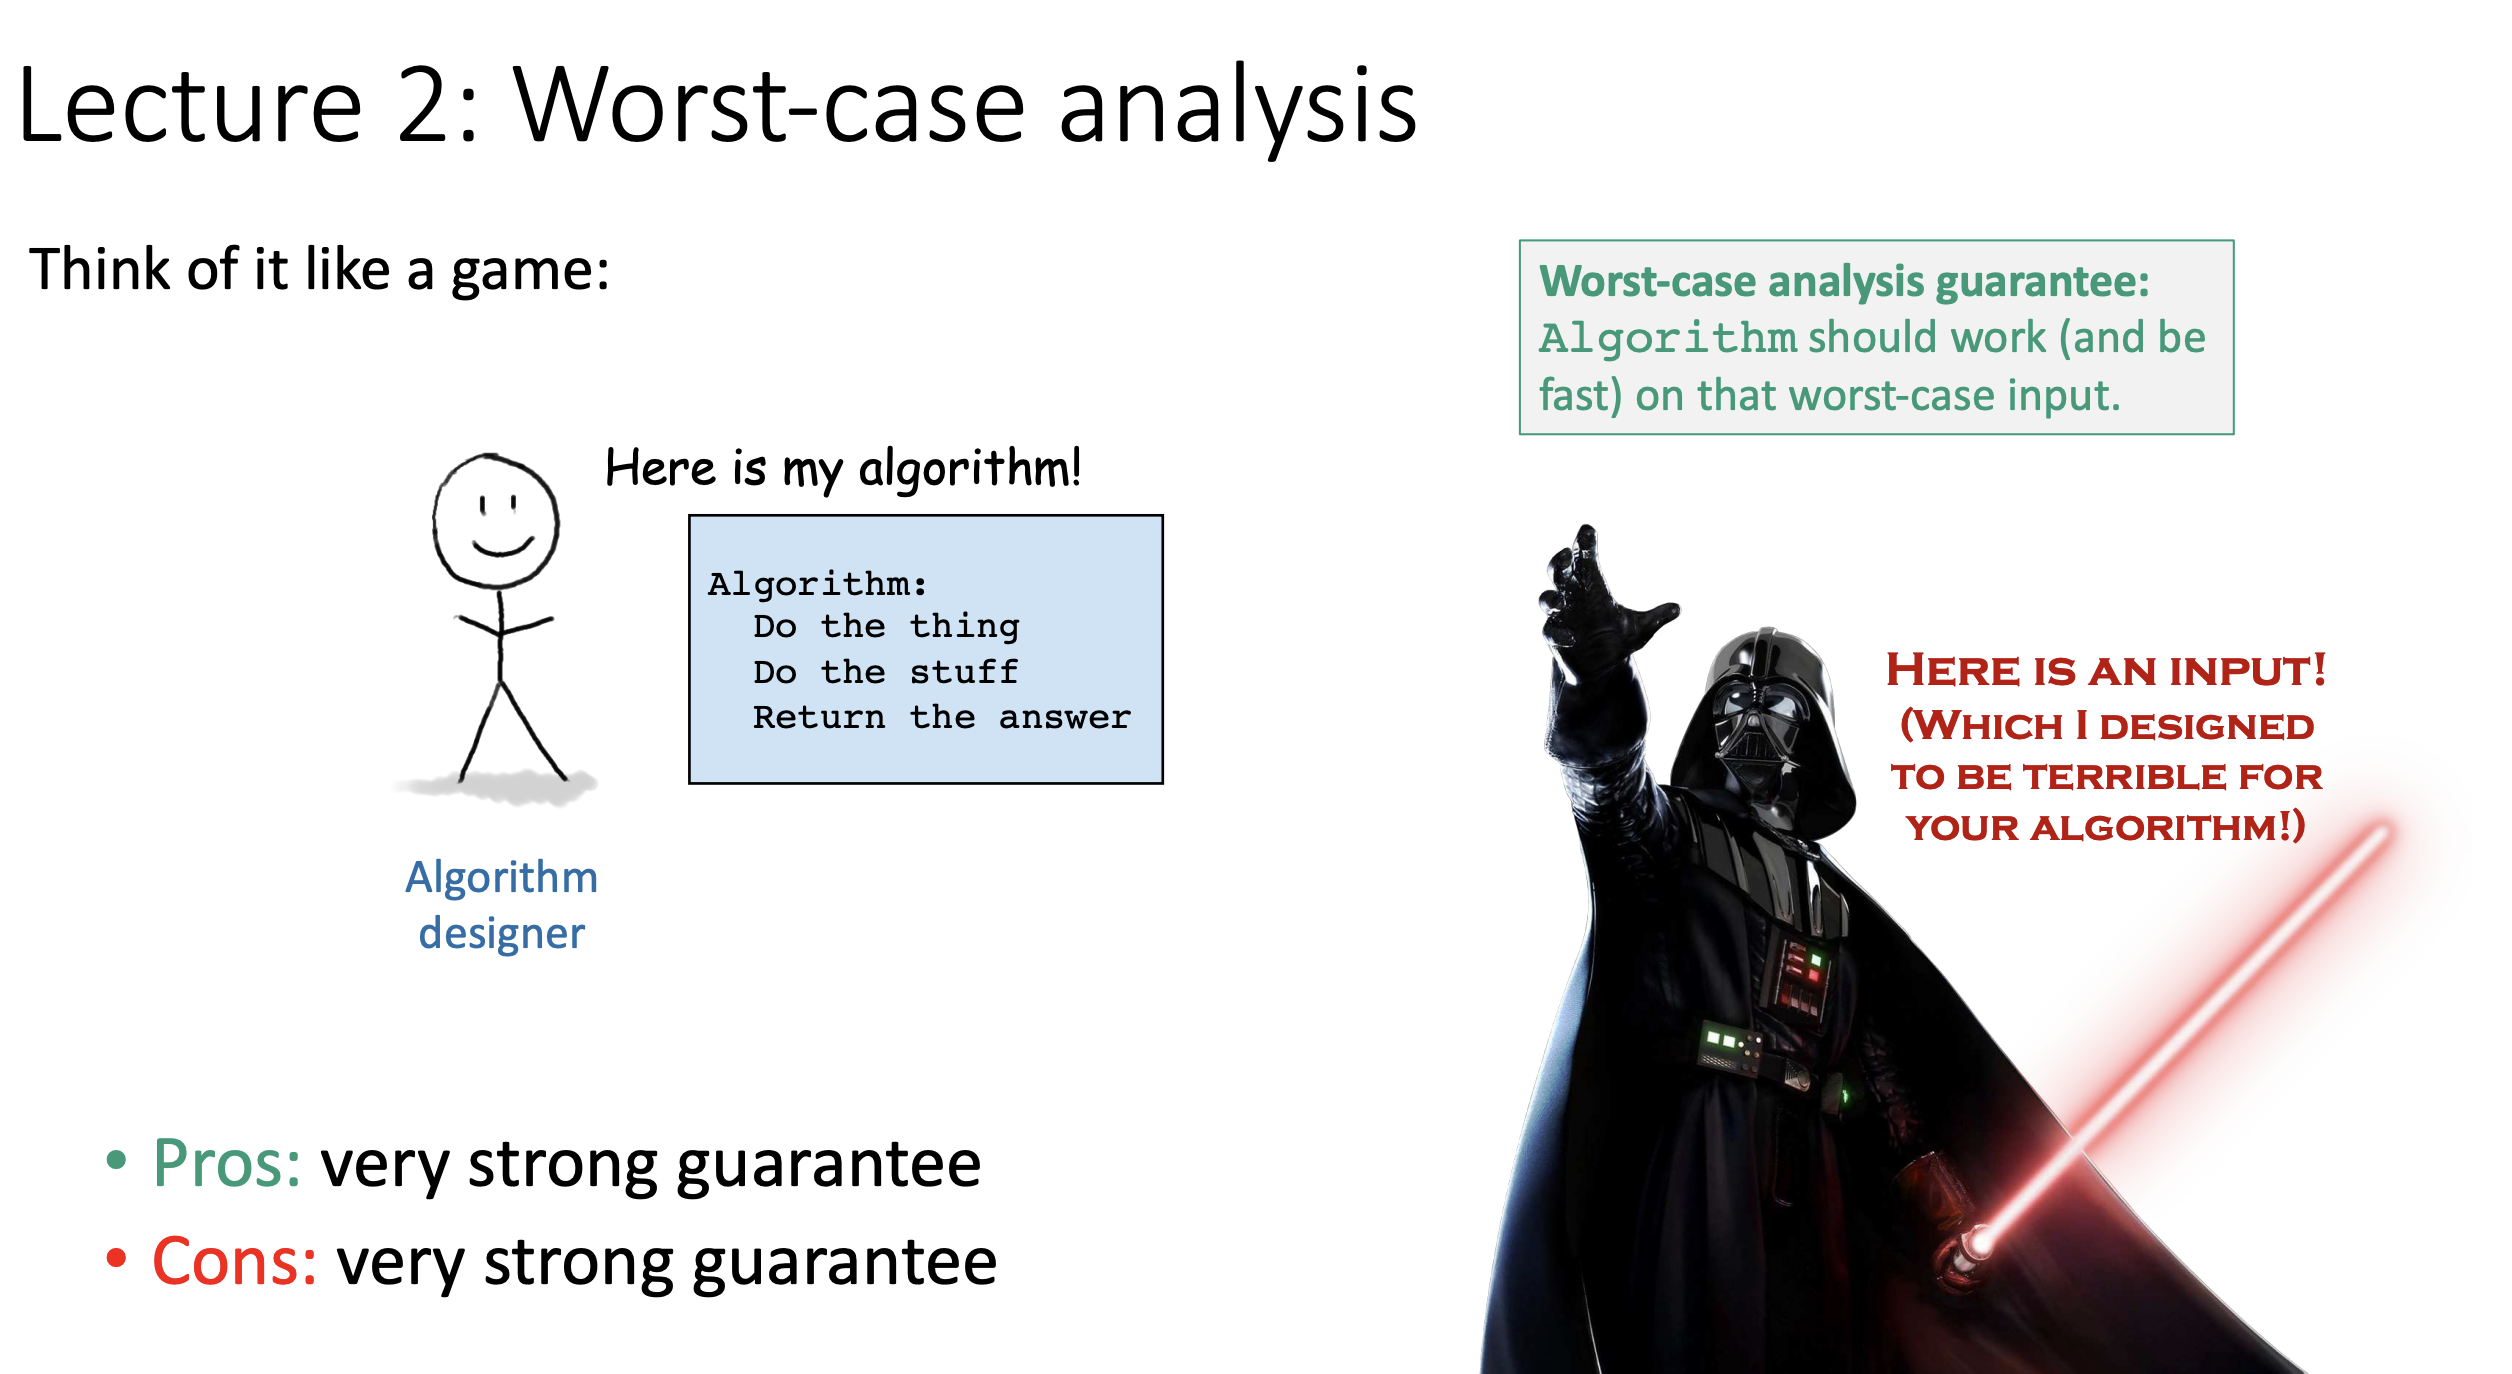 Lecture 2: Worst-case analysis
Think of it like a game:
Worst-case analysis guarantee:
Algorithm should work (and be
fast) on that worst-case input.
Here is my algorithm!
Algorithm:
Do the thing
Do the stuff
Return the answer
Algorithm
designer
HERE IS AN INPUT!
(WHICH I DESIGNED
TO BE TERRIBLE FOR
YOUR ALGORITHM!)
• Pros: very strong guarantee
• Cons: very strong guarantee